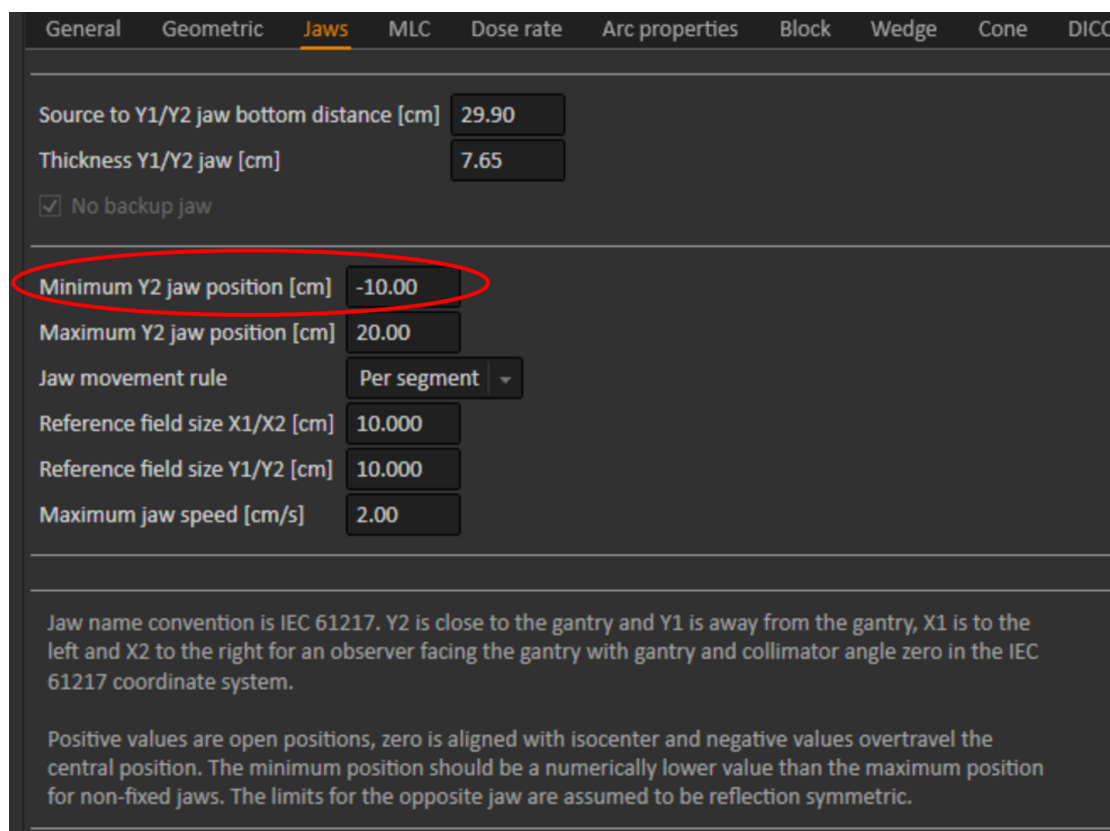 General Geometric Jaws MLC Dose rate Arc properties Block Wedge Cone DICO
Source to Y1/Y2 jaw bottom distance [cm] 29.90
Thickness Y1/Y2 jaw [cm] 7.65
No backup jaw
Minimum Y2 jaw position [cm] -10.00
Maximum Y2 jaw position [cm] 20.00
Jaw movement rule Per segment
Reference field size X1/X2 [cm] 10.000
Reference field size Y1/Y2 [cm] 10.000
Maximum jaw speed [cm/s] 2.00
Jaw name convention is IEC 61217. Y2 is close to the gantry and Y1 is away from the gantry, X1 is to the
left and X2 to the right for an observer facing the gantry with gantry and collimator angle zero in the IEC
61217 coordinate system.
Positive values are open positions, zero is aligned with isocenter and negative values overtravel the
central position. The minimum position should be a numerically lower value than the maximum position
for non-fixed jaws. The limits for the opposite jaw are assumed to be reflection symmetric.